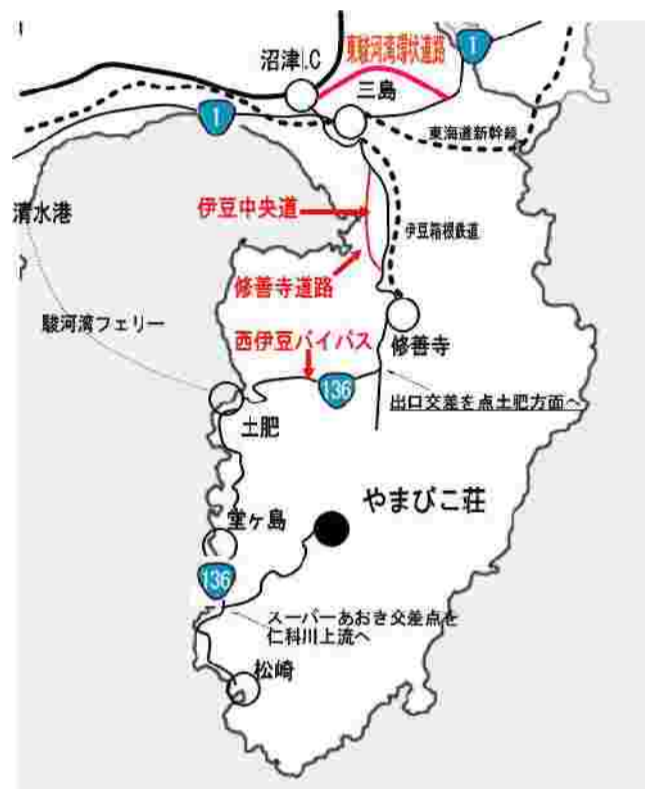 東駿河湾環状道路
1
沼津I.C
三島
1
東海道新幹線
清水港
伊豆中央道
伊豆箱根鉄道
修善寺道路
駿河湾フェリー
西伊豆バイパス
修善寺
136
出口交差を点土肥方面へ
土肥
やまびこ荘
堂ヶ島
136
スーパーあおき交差点を
仁科川上流へ
松崎